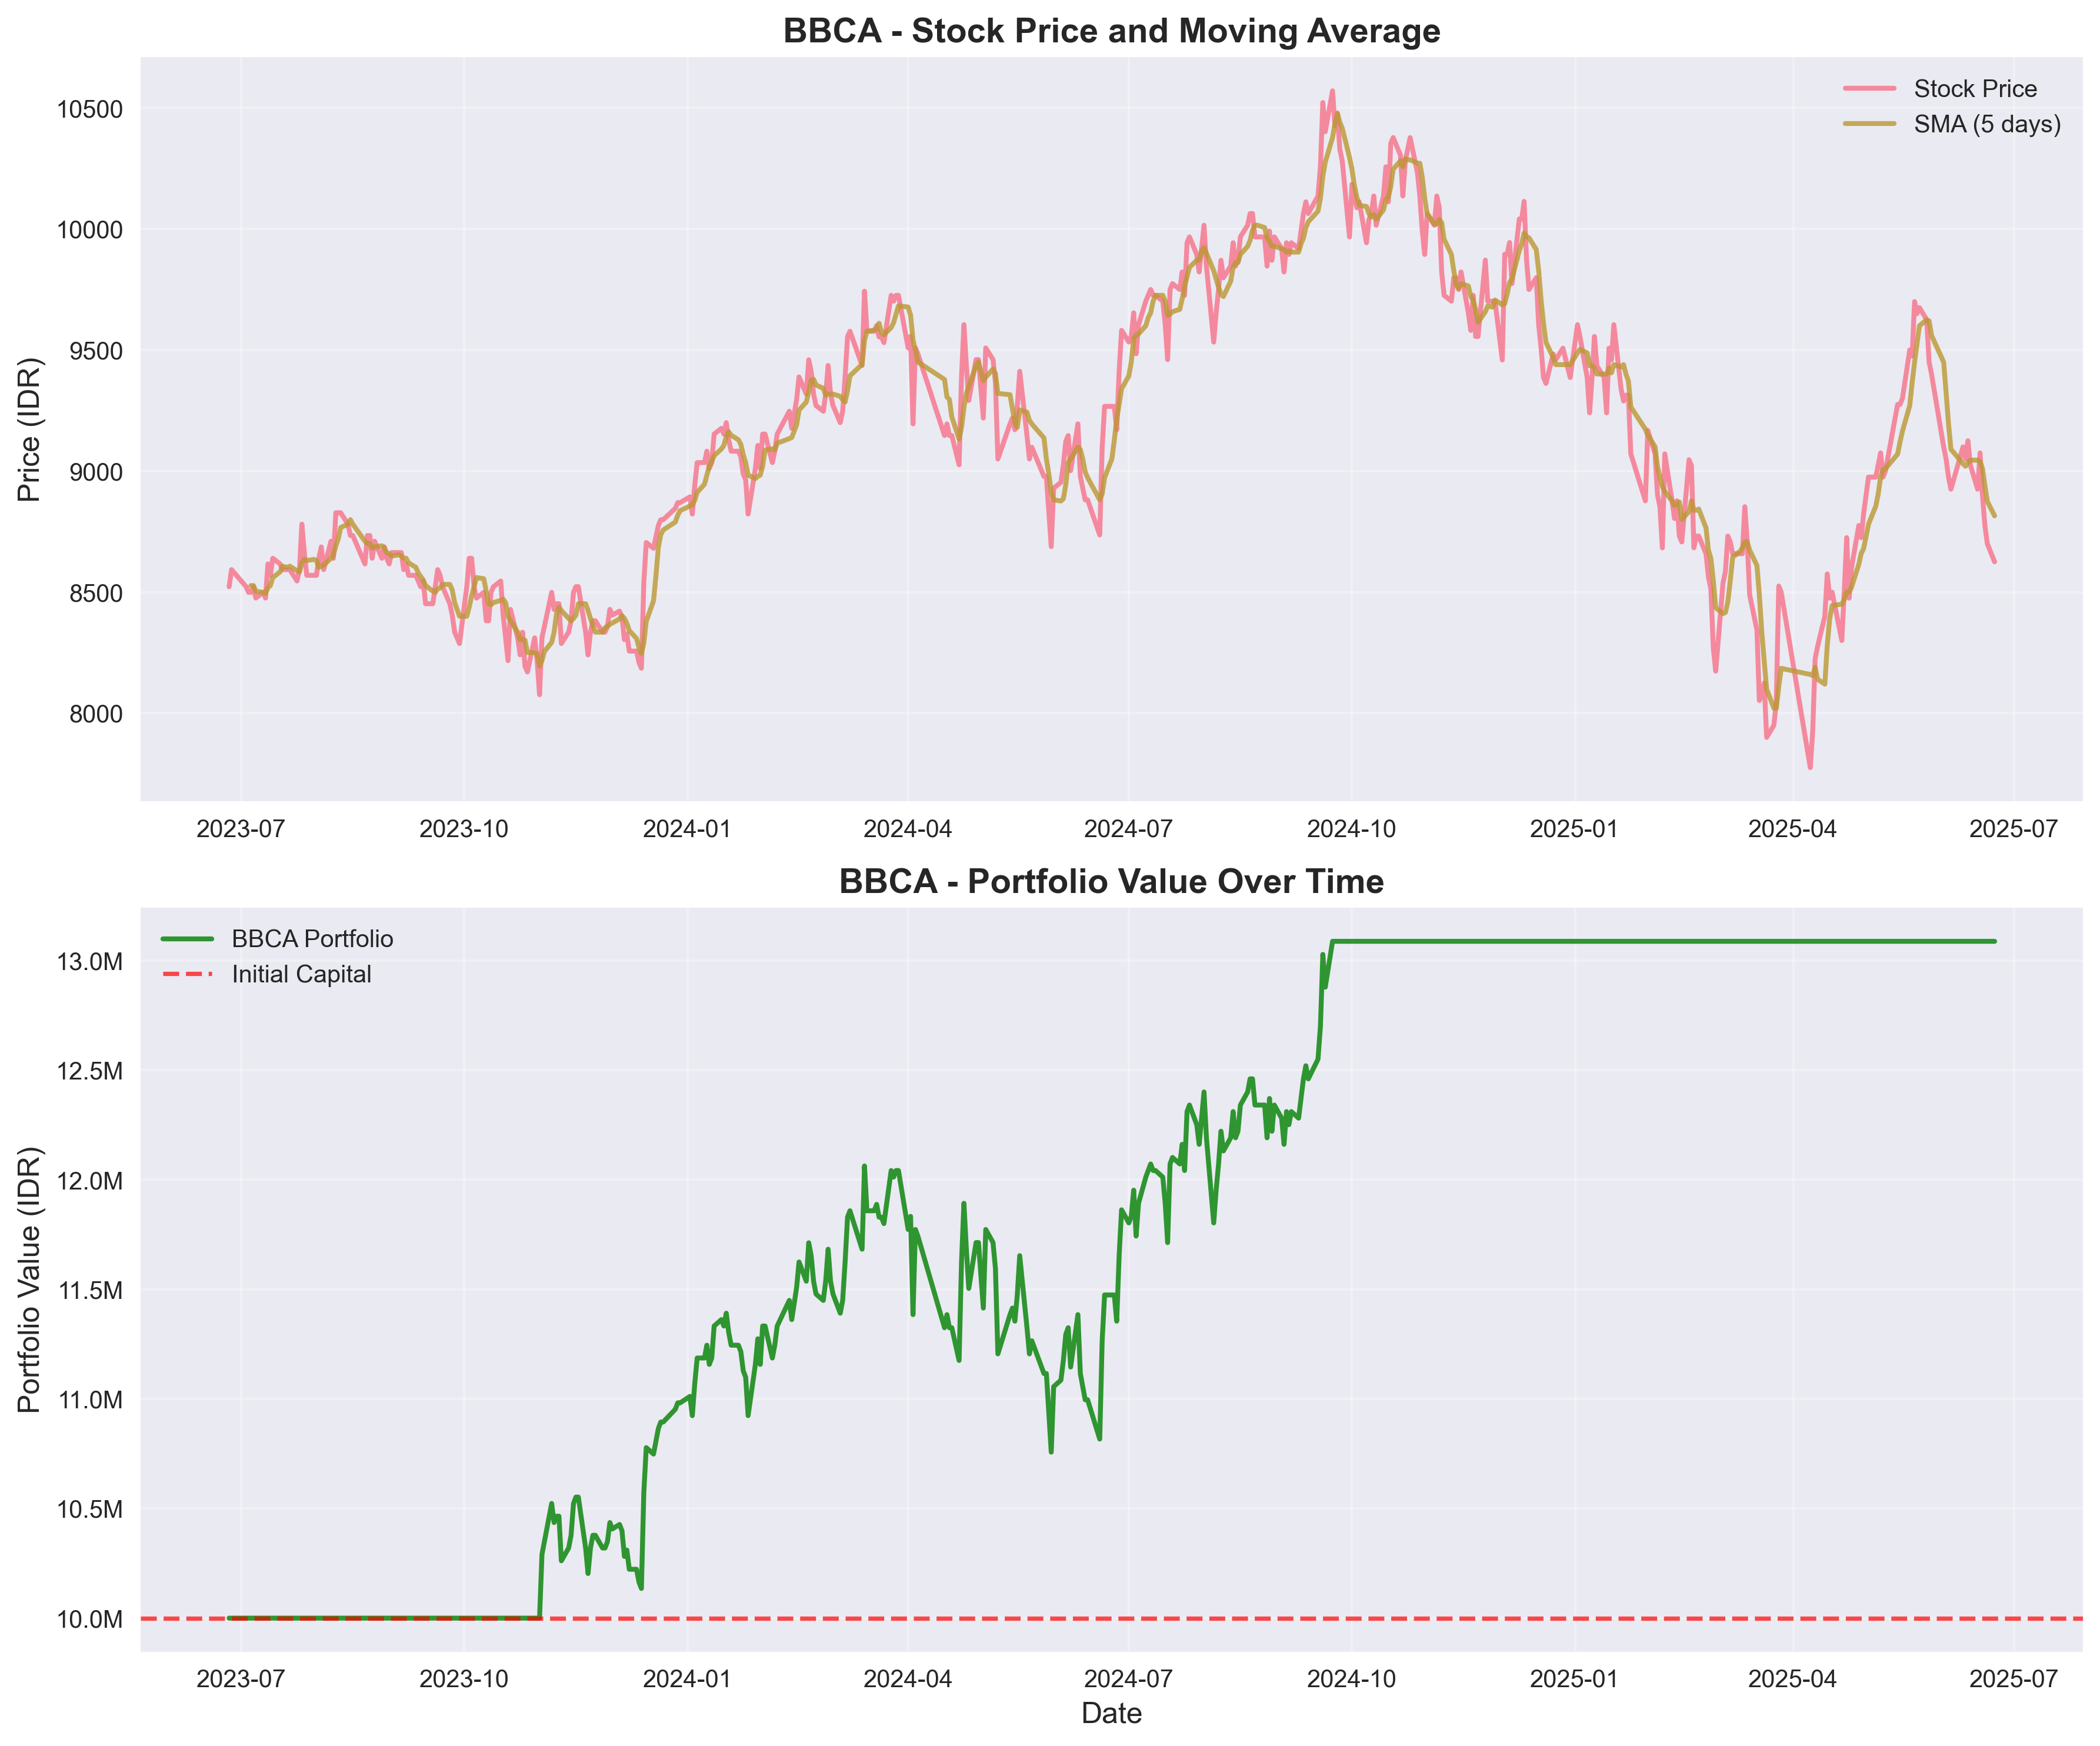 BBCA - Stock Price and Moving Average
Stock Price
SMA (5 days)
Price (IDR)
10500
10000
9500
9000
8500
8000
2023-07
2023-10
2024-01
2024-04
2024-07
2024-10
2025-01
2025-04
2025-07
BBCA - Portfolio Value Over Time
BBCA Portfolio
Initial Capital
Portfolio Value (IDR)
13.0M
12.5M
12.0M
11.5M
11.0M
10.5M
10.0M
2023-07
2023-10
2024-01
2024-04
2024-07
2024-10
2025-01
2025-04
2025-07
Date